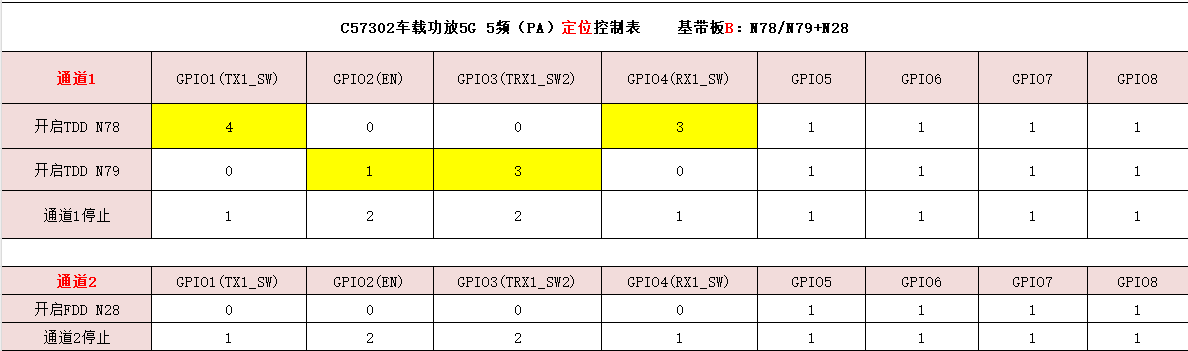 C57302车载功放5G 5频（PA）定位控制表 基带板B：N78/N79+N28
通道1 GPIO1(TX1_SW) GPIO2(EN) GPIO3(TRX1_SW2) GPIO4(RX1_SW) GPIO5 GPIO6 GPIO7 GPIO8
开启TDD N78 4 0 0 3 1 1 1 1
开启TDD N79 0 1 3 0 1 1 1 1
通道1停止 1 2 2 1 1 1 1 1
通道2 GPIO1(TX1_SW) GPIO2(EN) GPIO3(TRX1_SW2) GPIO4(RX1_SW) GPIO5 GPIO6 GPIO7 GPIO8
开启FDD N28 0 0 0 0 1 1 1 1
通道2停止 1 2 2 1 1 1 1 1